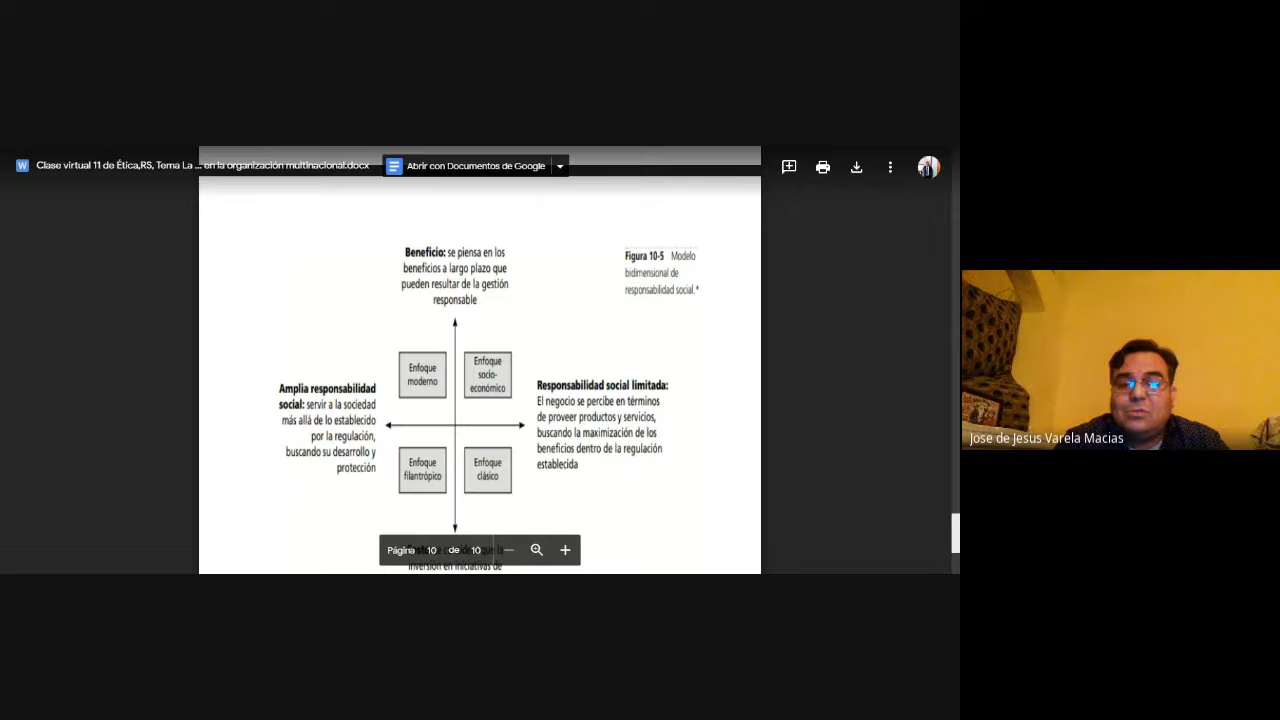 Clase virtual 11 de Ética,RS, Tema La ... en la organización multinacional.docx
Abrir con Documentos de Google
Beneficio: se piensa en los
beneficios a largo plazo que
pueden resultar de la gestión
responsable
Figura 10-5 Modelo
bidimensional de
responsabilidad social.*
Enfoque
moderno
Enfoque
socio-
económico
Amplia responsabilidad
social: servir a la sociedad
más allá de lo establecido
por la regulación,
buscando su desarrollo y
protección
Responsabilidad social limitada:
El negocio se percibe en términos
de proveer productos y servicios,
buscando la maximización de los
beneficios dentro de la regulación
establecida
Enfoque
filantrópico
Enfoque
clásico
Página 10 de 10
inversión en iniciativas de
Jose de Jesus Varela Macias